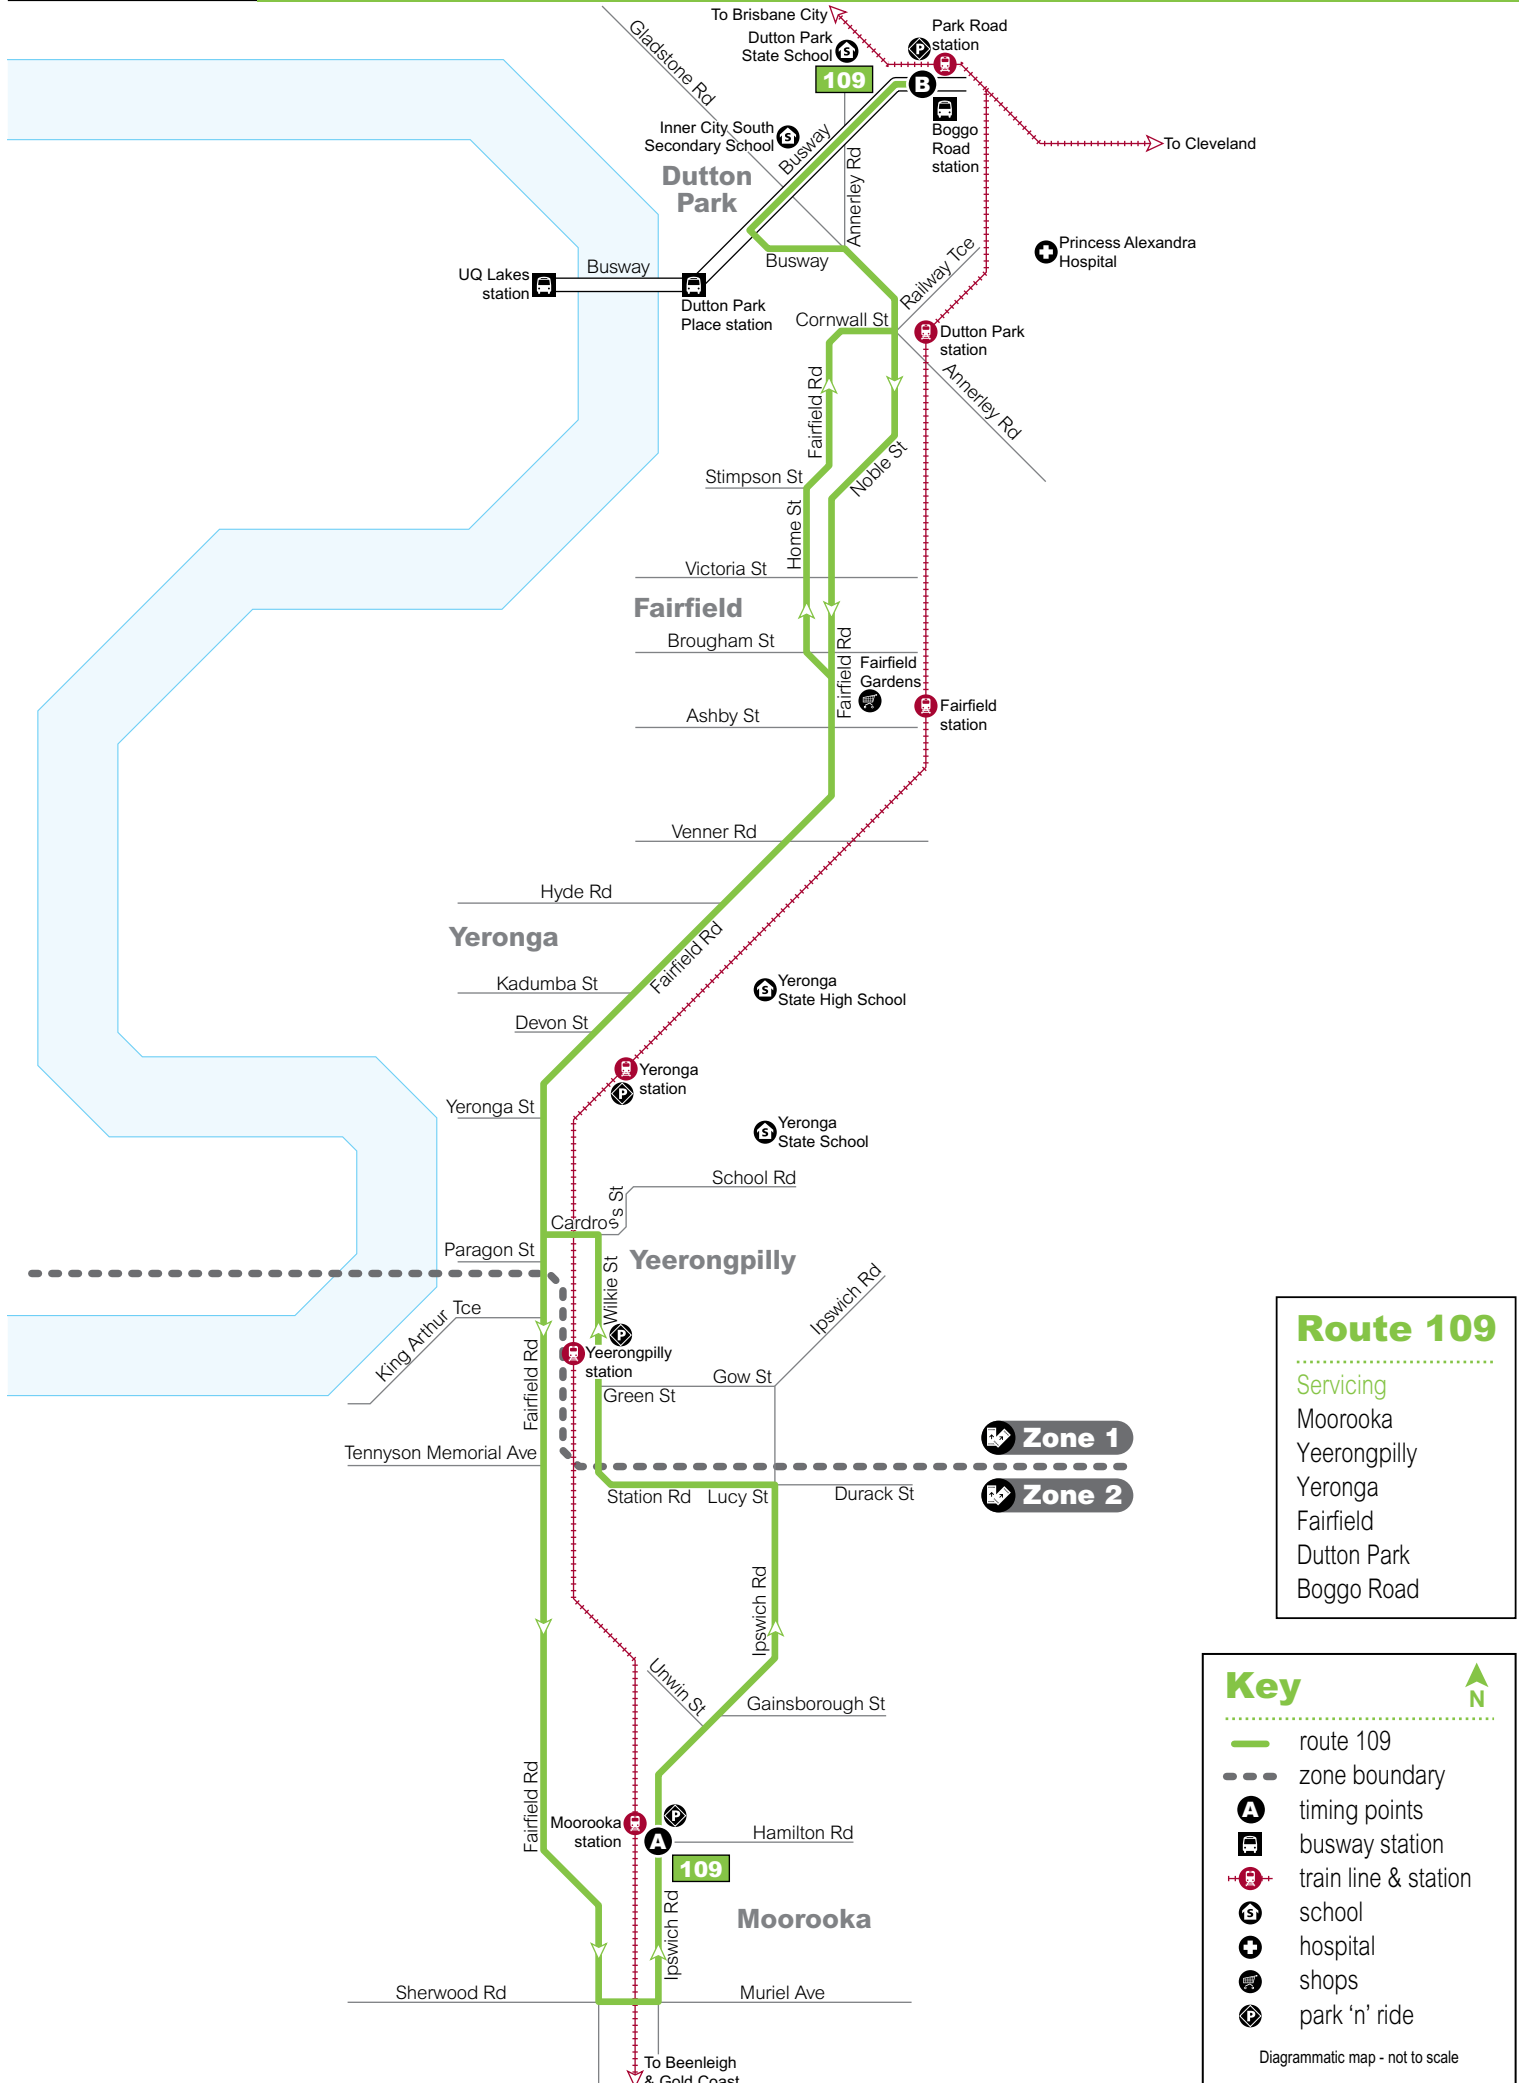 To Brisbane City
Park Road
station
Dutton Park
State School
Gladstone Rd
109
B
Inner City South
Secondary School
Busway
Boggo
Road
station
To Cleveland
Dutton
Park
Annerley Rd
Princess Alexandra
Hospital
Busway
Railway Tce
UQ Lakes
station
Busway
Dutton Park
Place station
Cornwall St
Dutton Park
station
Annerley Rd
Fairfield Rd
Noble St
Stimpson St
Home St
Victoria St
Fairfield
Brougham St
Fairfield Rd
Fairfield
Gardens
Ashby St
Fairfield
station
Venner Rd
Hyde Rd
Yeronga
Fairfield Rd
Kadumba St
Yeronga
State High School
Devon St
Yeronga
station
Yeronga St
Yeronga
State School
School Rd
Cardross St
Paragon St
Yeerongpilly
Wilkie St
Ipswich Rd
King Arthur Tce
Fairfield Rd
Yeerongpilly
station
Gow St
Green St
Tennyson Memorial Ave
Zone 1
Zone 2
Station Rd
Lucy St
Durack St
Ipswich Rd
Unwin St
Gainsborough St
Fairfield Rd
Moorooka
station
A
Hamilton Rd
109
Ipswich Rd
Moorooka
Sherwood Rd
Muriel Ave
To Beenleigh
& Gold Coast
Route 109
Servicing
Moorooka
Yeerongpilly
Yeronga
Fairfield
Dutton Park
Boggo Road
Key
N
route 109
zone boundary
A timing points
busway station
train line & station
school
hospital
shops
park ‘n’ ride
Diagrammatic map - not to scale